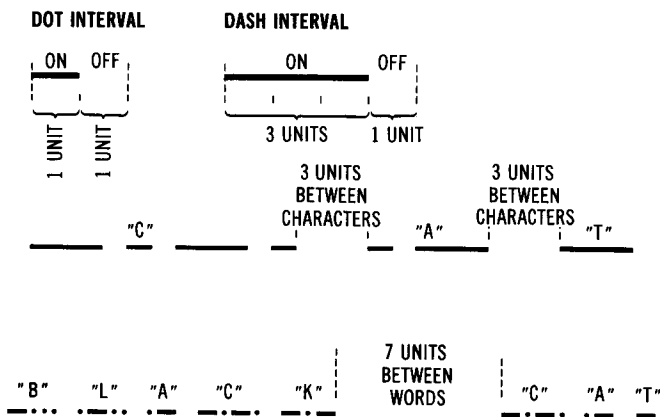 DOT INTERVAL DASH INTERVAL
ON OFF ON OFF
1 UNIT 1 UNIT 3 UNITS 1 UNIT
3 UNITS BETWEEN CHARACTERS
3 UNITS BETWEEN CHARACTERS
"C" "A" "T"
7 UNITS BETWEEN WORDS
"B" "L" "A" "C" "K" "C" "A" "T"